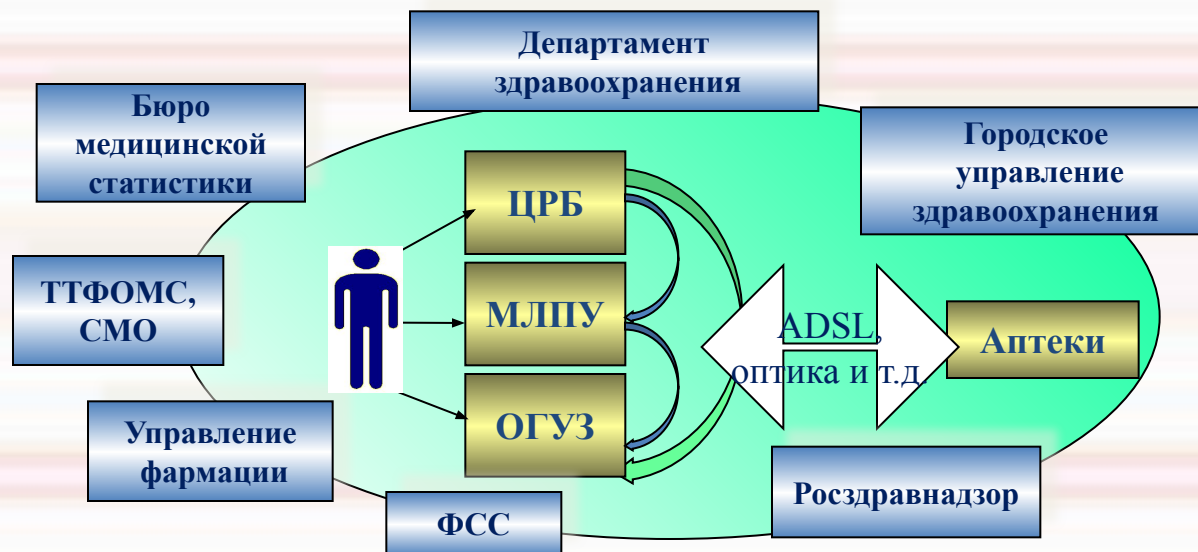 Департамент
здравоохранения
Бюро
медицинской
статистики
Городское
управление
здравоохранения
ЦРБ
ТТФОМС,
СМО
МЛПУ
ADSL,
оптика и т.д.
Аптеки
ОГУЗ
Управление
фармации
Росздравнадзор
ФСС